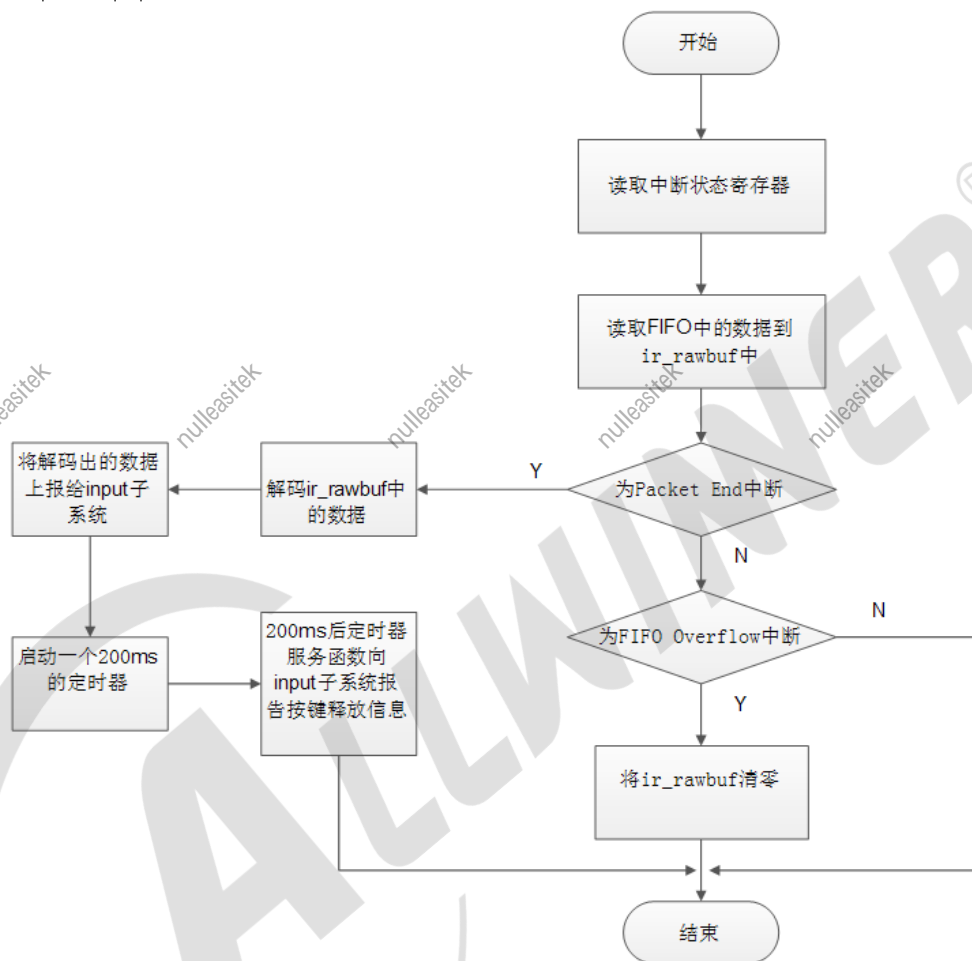 开始
读取中断状态寄存器
读取FIFO中的数据到
ir_rawbuf中
nulleasitek
nulleasitek
nulleasitek
nulleasitek
将解码出的数据
上报给input子
系统
解码ir_rawbuf中
的数据
Y
为Packet End中断
N
启动一个200ms
的定时器
200ms后定时器
服务函数向
input子系统报
告按键释放信息
为FIFO Overflow中断
N
Y
将ir_rawbuf清零
结束
ALLWINNER